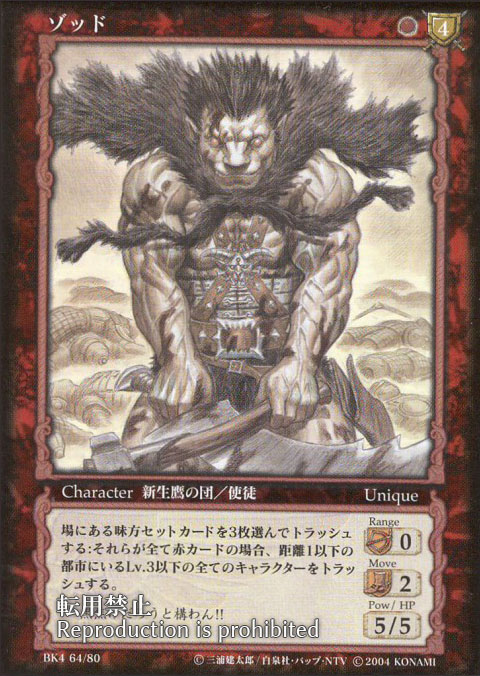 ゾッド
4
Character 新生鷹の団／使徒 Unique
場にある味方セットカードを3枚選んでトラッシュ
する:それらが全て赤カードの場合、距離1以下の
都市にいるLv.3以下の全てのキャラクターをトラッ
シュする。
うと構わん!!
転用禁止
Reproduction is prohibited
Range
0
Move
2
Pow/ HP
5/5
BK4 64/80
© 三浦建太郎／白泉社・バップ・NTV © 2004 KONAMI